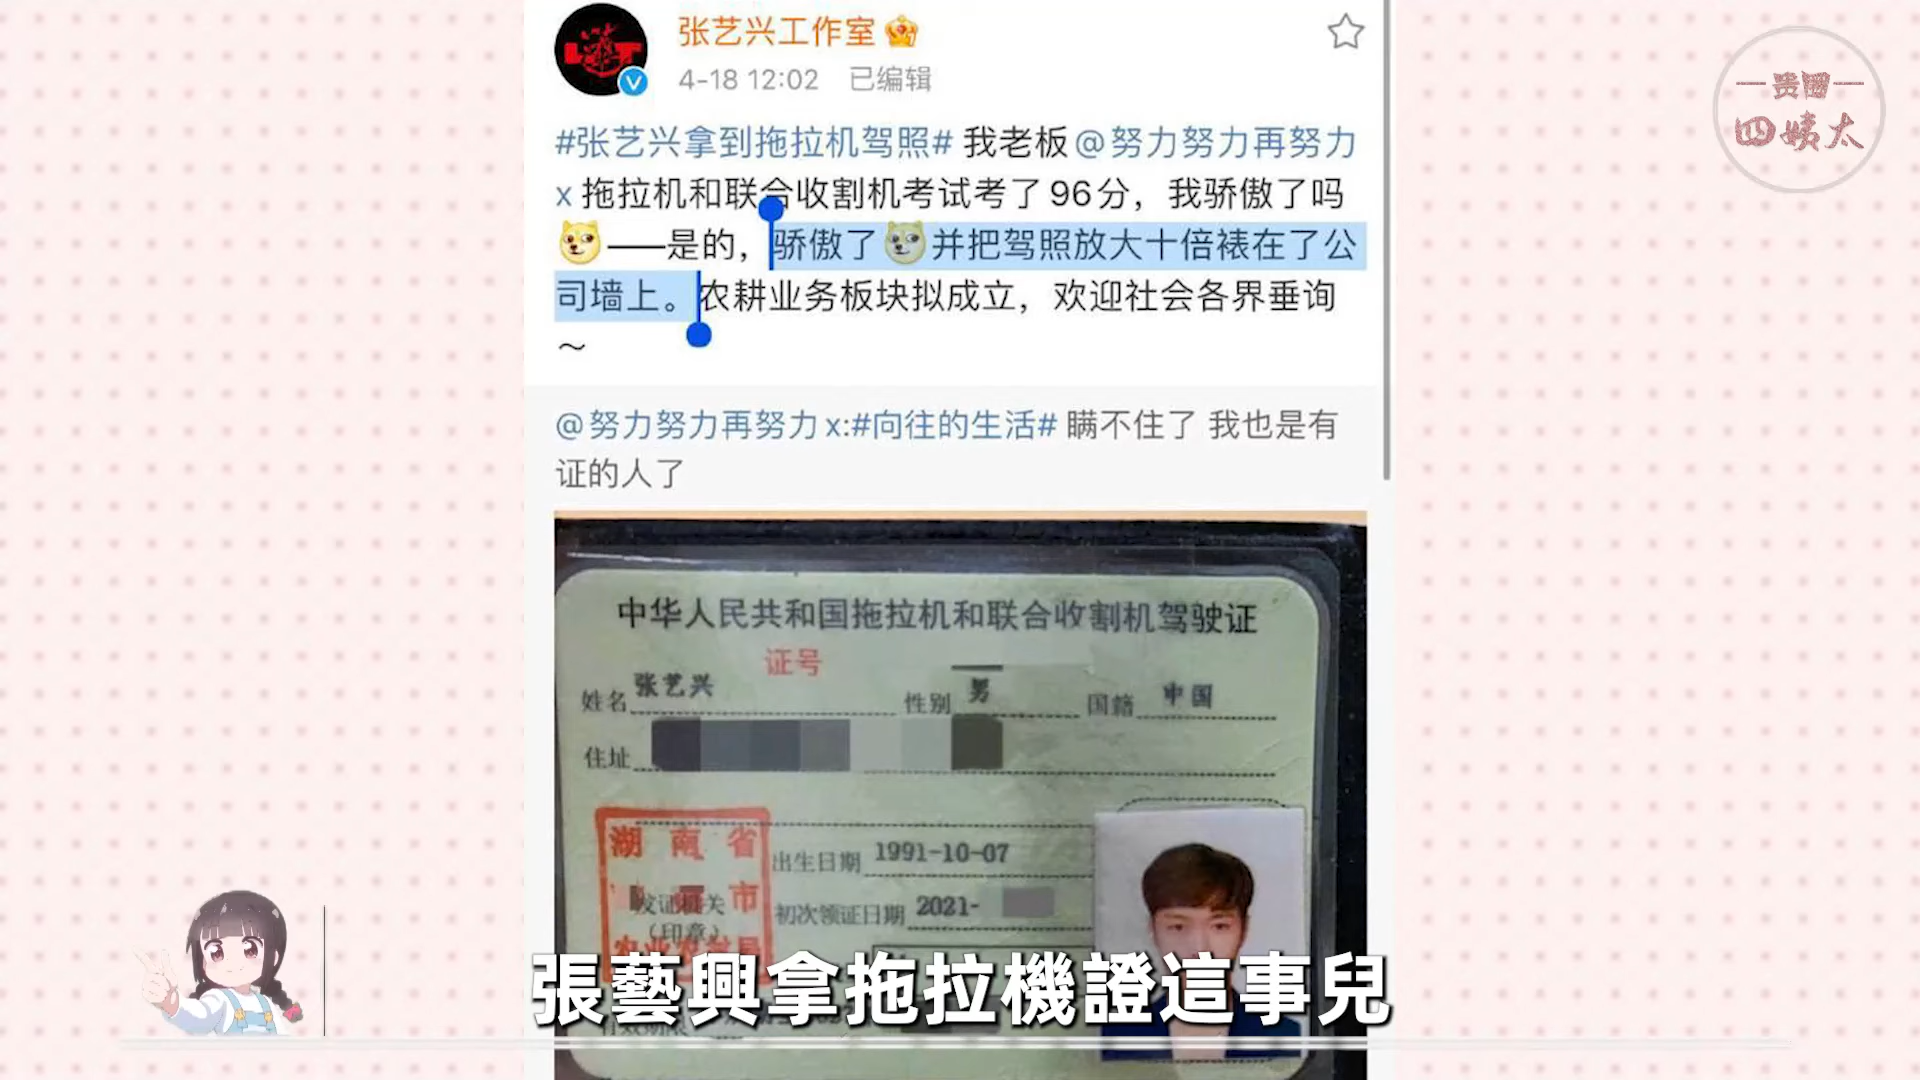 张艺兴工作室
4-18 12:02 已编辑
#张艺兴拿到拖拉机驾照# 我老板@努力努力再努力
x 拖拉机和联合收割机考试考了96分，我骄傲了吗
——是的，骄傲了并把驾照放大十倍裱在了公
司墙上。农耕业务板块拟成立，欢迎社会各界垂询
～
@努力努力再努力x:#向往的生活# 瞒不住了 我也是有
证的人了
中华人民共和国拖拉机和联合收割机驾驶证
证号
姓名 张艺兴 性别 男 国籍 中国
住址
湖南省
市
出生日期 1991-10-07
发证机关
(印章)
初次领证日期 2021-
張藝興拿拖拉機證這事兒
贵圈
四姨太